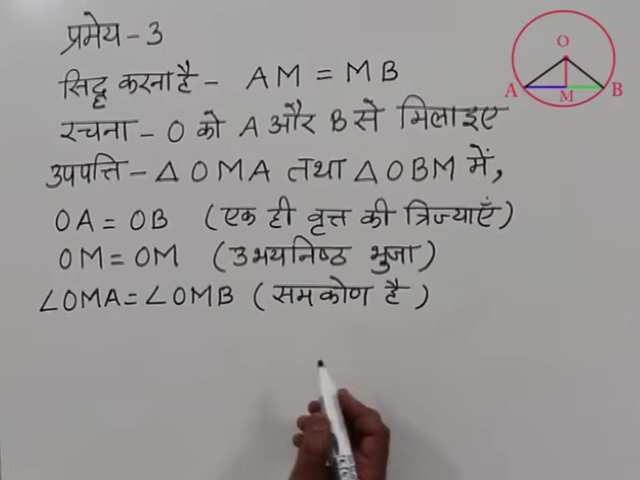 प्रमेय - 3
सिद्ध करना है - AM = MB
रचना - O को A और B से मिलाइए
उपपत्ति - △OMA तथा △OBM में,
OA = OB (एक ही वृत्त की त्रिज्याएँ)
OM = OM (उभयनिष्ठ भुजा)
∠OMA = ∠OMB (समकोण है)
O
A
M
B